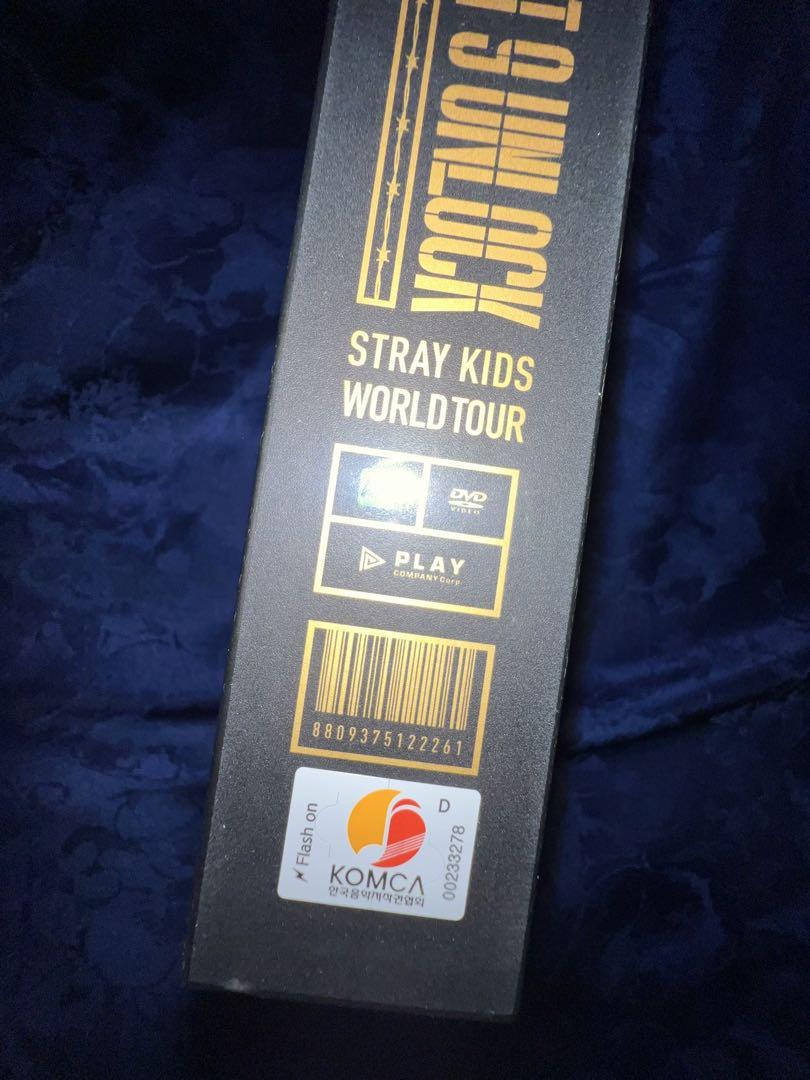 T 9 UNLOCK
UNLOCK
STRAY KIDS
WORLD TOUR
DVD
VIDEO
PLAY
COMPANY Corp.
8809375122261
Flash on
D
KOMCA
한국음악저작권협회
00233278